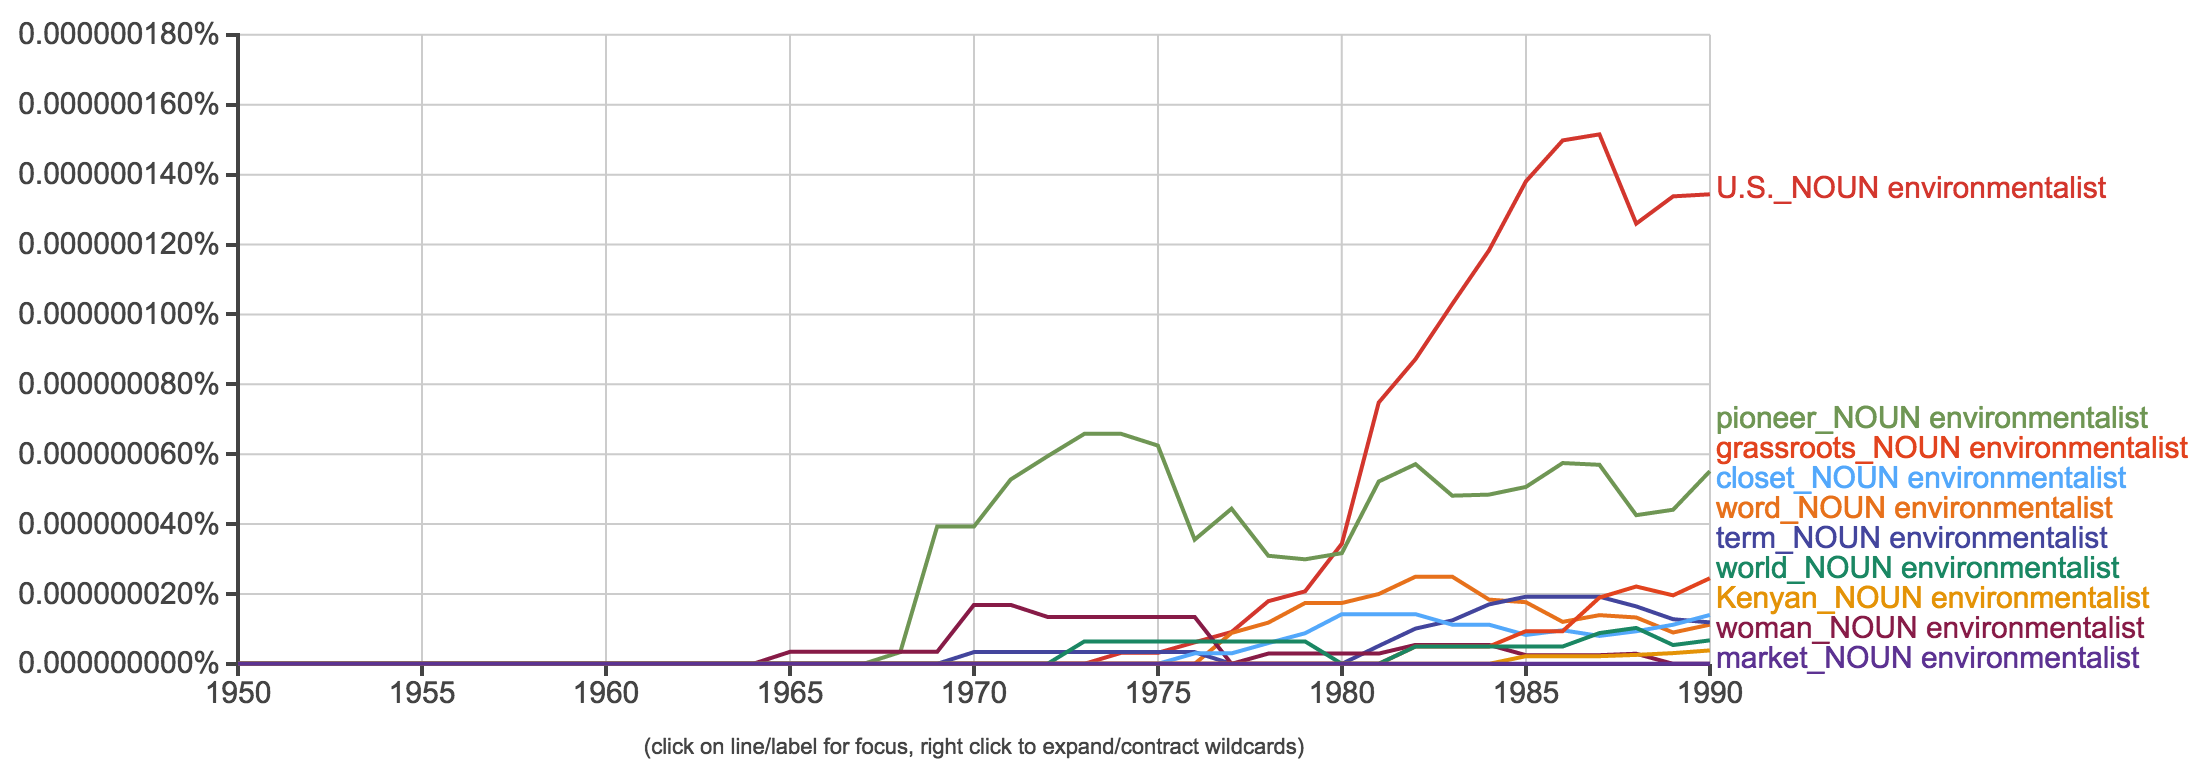 0.000000180%
0.000000160%
0.000000140%
0.000000120%
0.000000100%
0.000000080%
0.000000060%
0.000000040%
0.000000020%
0.000000000%
U.S._NOUN environmentalist
pioneer_NOUN environmentalist
grassroots_NOUN environmentalist
closet_NOUN environmentalist
word_NOUN environmentalist
term_NOUN environmentalist
world_NOUN environmentalist
Kenyan_NOUN environmentalist
woman_NOUN environmentalist
market_NOUN environmentalist
1950 1955 1960 1965 1970 1975 1980 1985 1990
(click on line/label for focus, right click to expand/contract wildcards)